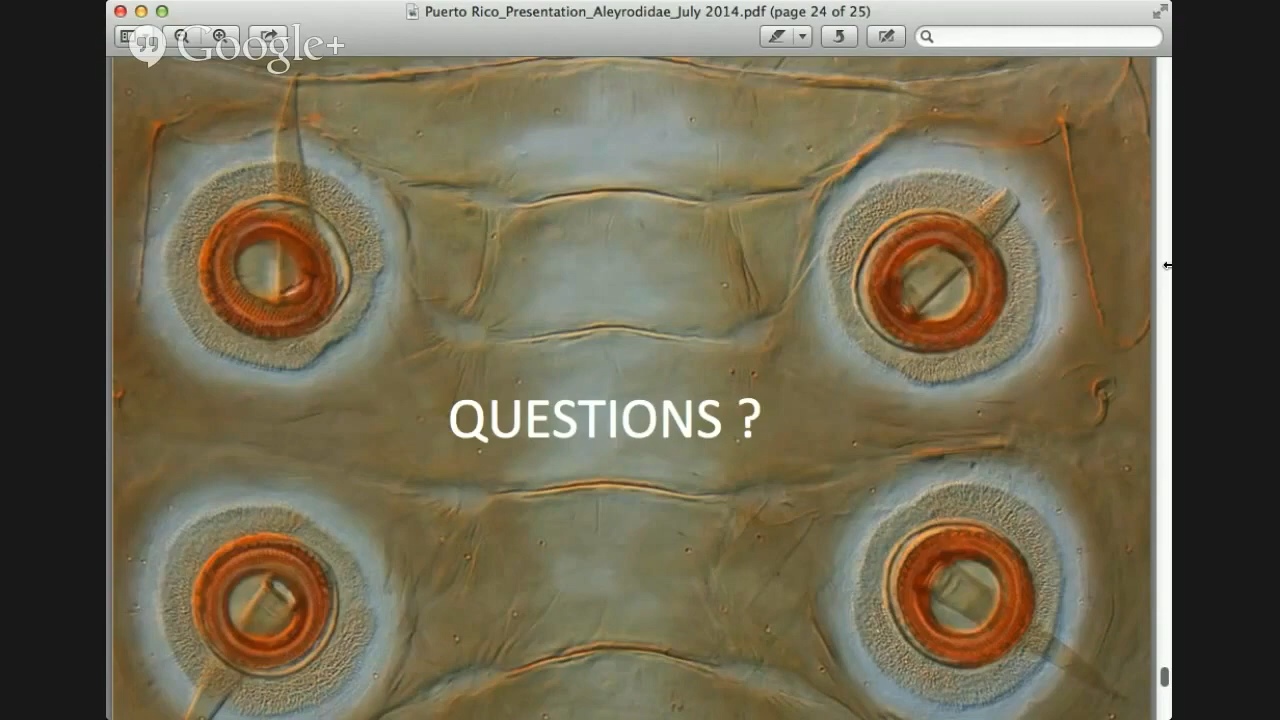 Puerto Rico_Presentation_Aleyrodidae_July 2014.pdf (page 24 of 25)
Google+
QUESTIONS ?